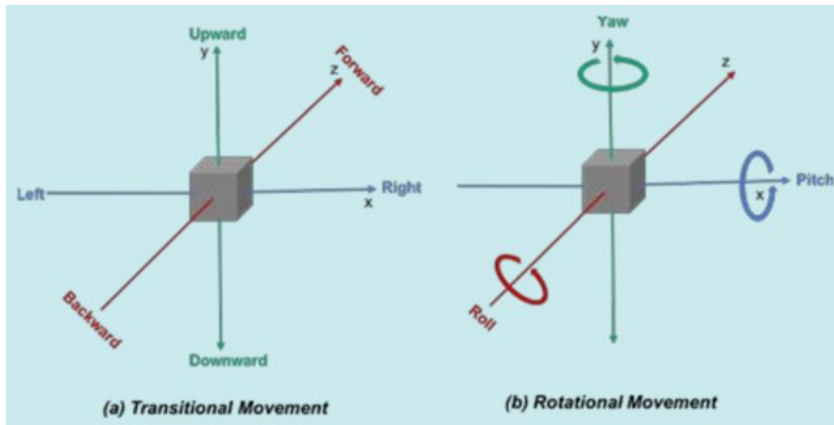 Upward
y
z
Forward
Left
Right
x
Backward
Downward
(a) Transitional Movement
Yaw
y
z
Pitch
x
Roll
(b) Rotational Movement